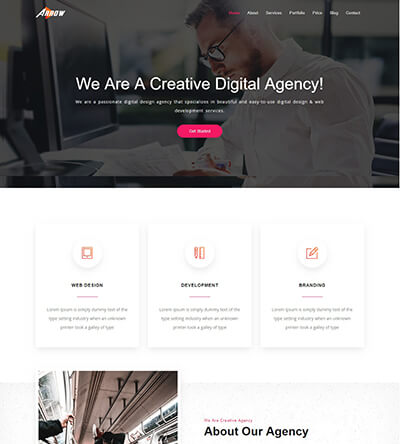 ARROW
Home About Services Portfolio Price Blog Contact
We Are A Creative Digital Agency!
We are a passionate digital design agency that specializes in beautiful and easy-to-use digital design & web
development services.
Get Started
WEB DESIGN
Lorem Ipsum is simply dummy text of
the type setting industry when an unknown
printer took a galley of type
DEVELOPMENT
Lorem Ipsum is simply dummy text of
the type setting industry when an unknown
printer took a galley of type
BRANDING
Lorem Ipsum is simply dummy text of
the type setting industry when an unknown
printer took a galley of type
We Are Creative Agency
About Our Agency